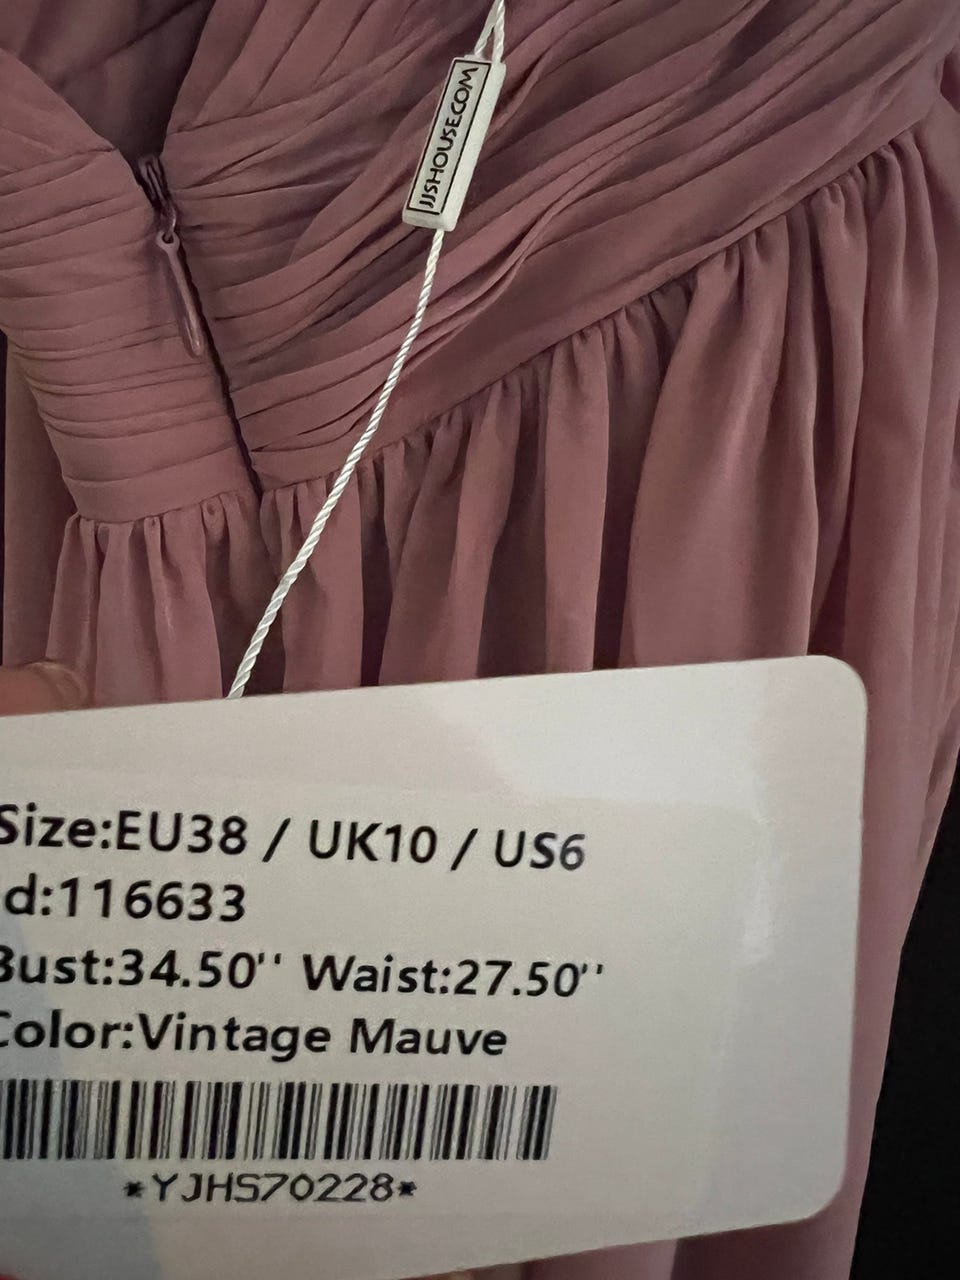 JJSHOUSE.COM
Size:EU38 / UK10 / US6
d:116633
Bust:34.50'' Waist:27.50''
Color:Vintage Mauve
*YJHS70228*